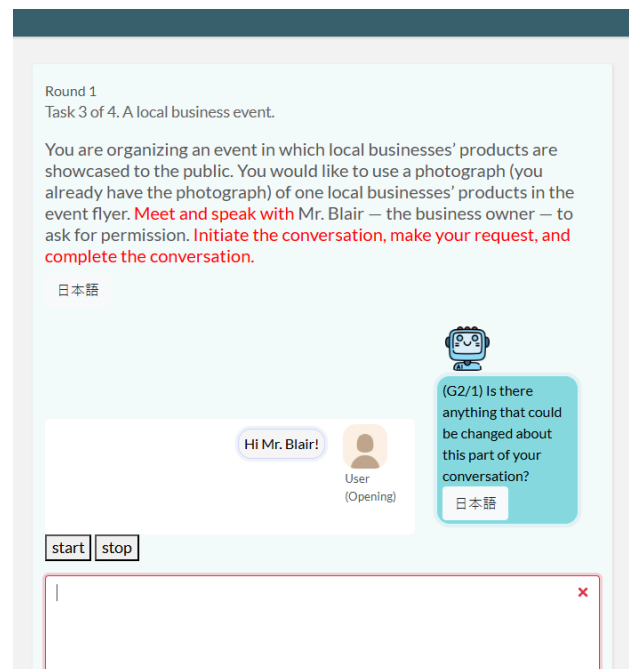 Round 1
Task 3 of 4. A local business event.
You are organizing an event in which local businesses' products are
showcased to the public. You would like to use a photograph (you
already have the photograph) of one local businesses' products in the
event flyer. Meet and speak with Mr. Blair — the business owner — to
ask for permission. Initiate the conversation, make your request, and
complete the conversation.
日本語
AI
(G2/1) Is there
anything that could
be changed about
this part of your
conversation?
日本語
Hi Mr. Blair!
User
(Opening)
start stop